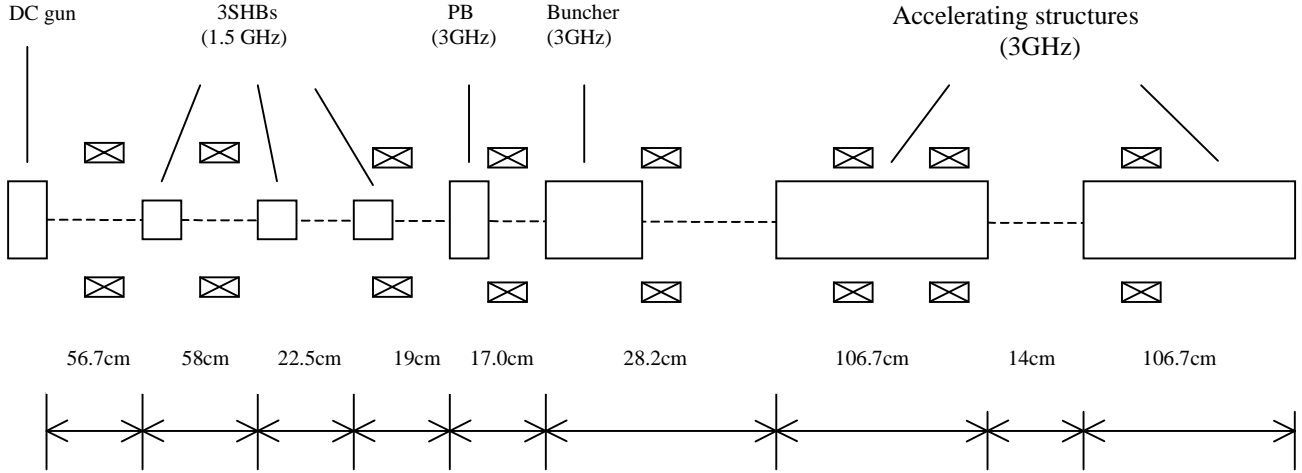 DC gun
3SHBs
(1.5 GHz)
PB
(3GHz)
Buncher
(3GHz)
Accelerating structures
(3GHz)
56.7cm
58cm
22.5cm
19cm
17.0cm
28.2cm
106.7cm
14cm
106.7cm